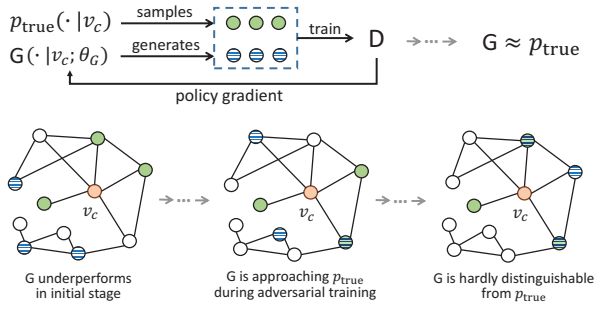 p_true(· |v_c) samples
G(· |v_c; θ_G) generates
train
D
G ≈ p_true
policy gradient
v_c
v_c
v_c
G underperforms
in initial stage
G is approaching p_true
during adversarial training
G is hardly distinguishable
from p_true